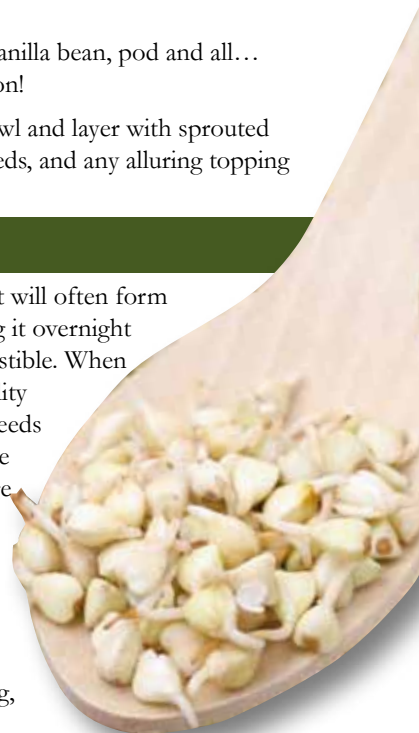 anilla bean, pod and all…
on!
wl and layer with sprouted
eds, and any alluring topping
t will often form
g it overnight
stible. When
ity
eeds
e
re
g,